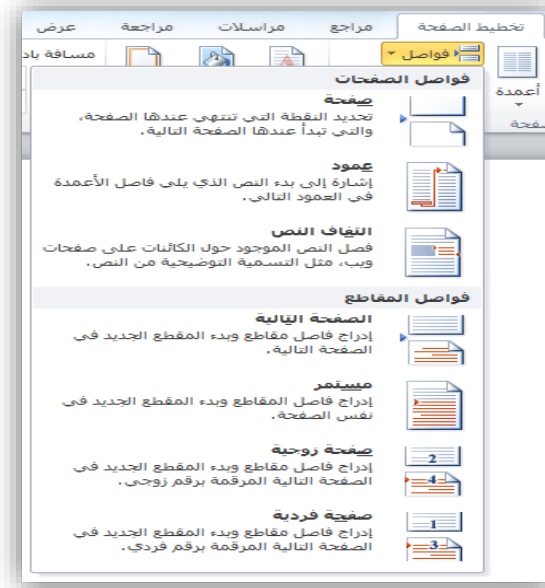 تخطيط الصفحة مراجع مراسلات مراجعة عرض
فواصل
مسافة باد
أعمدة
فواصل الصفحات
صفحة
تحديد النقطة التي تنتهي عندها الصفحة،
والتي تبدأ عندها الصفحة التالية.
عمود
إشارة إلى بدء النص الذي يلي فاصل الأعمدة
في العمود التالي.
التفاف النص
فصل النص الموجود حول الكائنات على صفحات
ويب، مثل التسمية التوضيحية من النص.
فواصل المقاطع
الصفحة التالية
إدراج فاصل مقاطع وبدء المقطع الجديد في
الصفحة التالية.
مستمر
إدراج فاصل المقاطع وبدء المقطع الجديد في
نفس الصفحة.
صفحة زوجية
إدراج فاصل مقاطع وبدء المقطع الجديد في
الصفحة التالية المرقمة برقم زوجي.
2
4
صفحة فردية
إدراج فاصل مقاطع وبدء المقطع الجديد في
الصفحة التالية المرقمة برقم فردي.
1
3